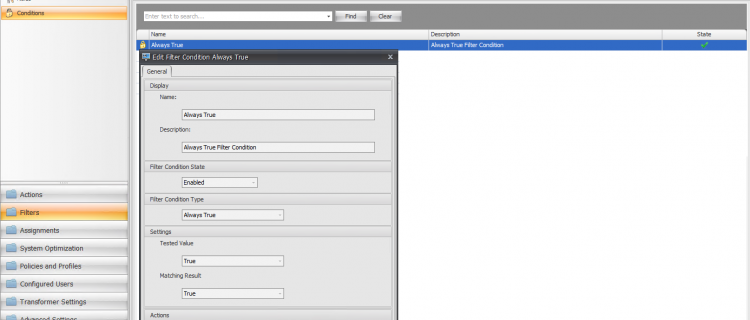 Conditions
Enter text to search...
Find
Clear
Name
Description
State
Always True
Always True Filter Condition
Edit Filter Condition Always True
X
General
Display
Name:
Always True
Description:
Always True Filter Condition
Filter Condition State
Enabled
Filter Condition Type
Always True
Settings
Tested Value
True
Matching Result
True
Actions
Actions
Filters
Assignments
System Optimization
Policies and Profiles
Configured Users
Transformer Settings
Advanced Settings